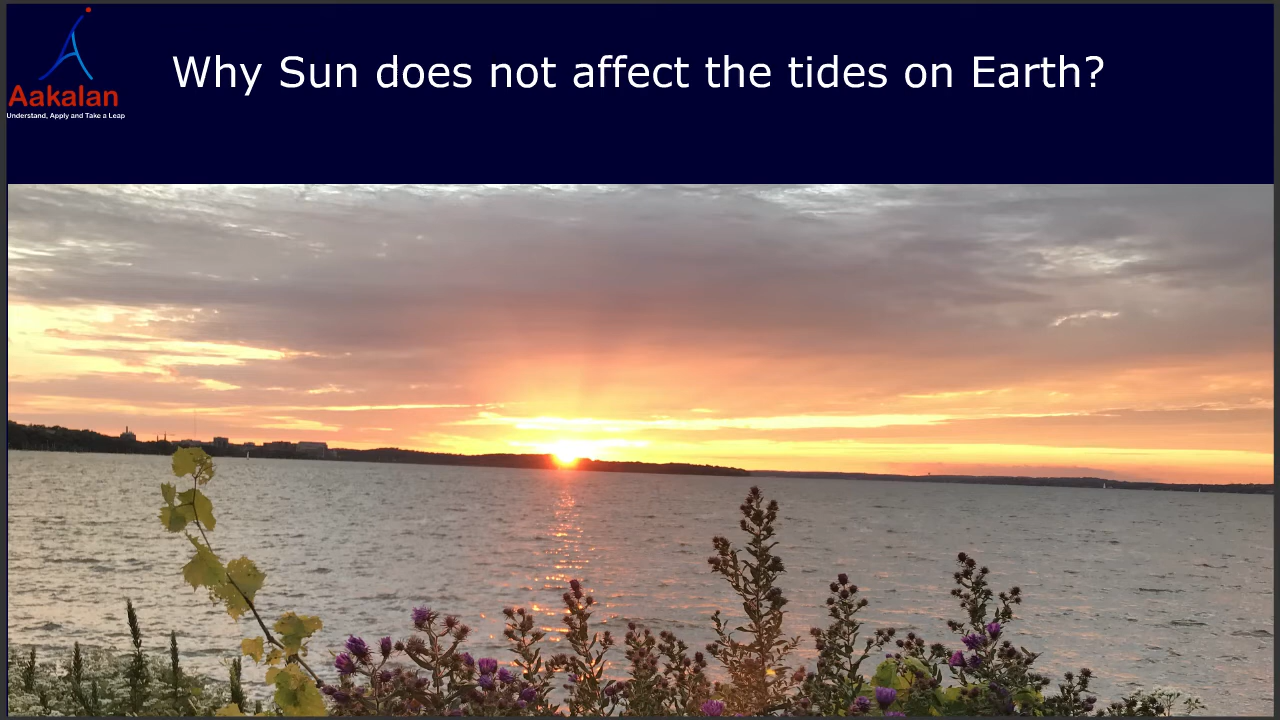 Why Sun does not affect the tides on Earth?
Aakalan
Understand, Apply and Take a Leap